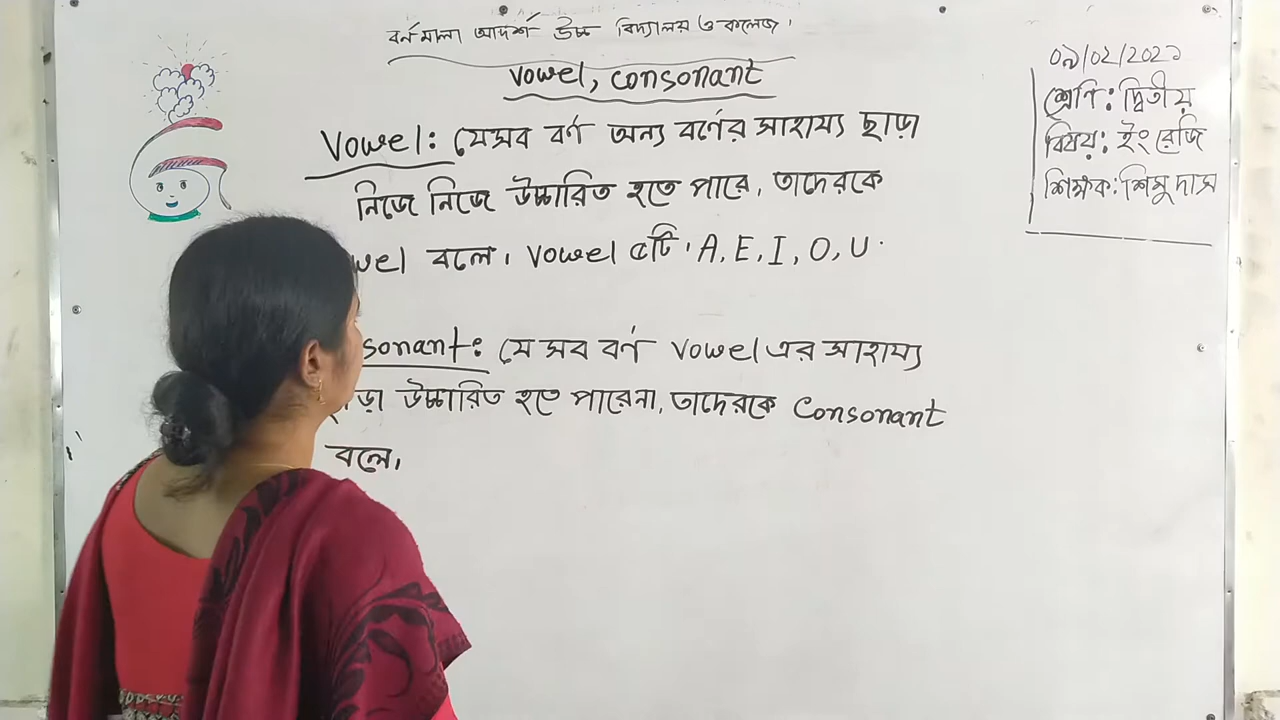 বর্ণমালা আদর্শ উচ্চ বিদ্যালয় ও কলেজ।
vowel, consonant
০৯/০২/২০২১
শ্রেণি: দ্বিতীয়
বিষয়: ইংরেজি
শিক্ষক: শিমু দাস
Vowel: যেসব বর্ণ অন্য বর্ণের সাহায্য ছাড়া
নিজে নিজে উচ্চারিত হতে পারে, তাদেরকে
wel বলে। Vowel ৫টি। A, E, I, O, U.
sonant: যে সব বর্ণ Vowel এর সাহায্য
ড়া উচ্চারিত হতে পারেনা, তাদেরকে Consonant
বলে।